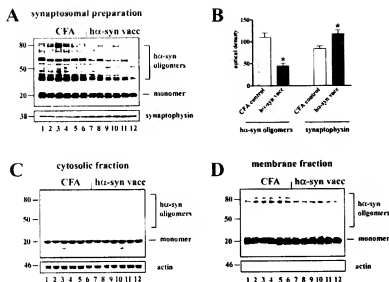 A synaptosomal preparation
CFA hα-syn vacc
80
60
40
20
38
hα-syn oligomers
monomer
synaptophysin
1 2 3 4 5 6 7 8 9 10 11 12
B
optical density
150
100
50
0
*
*
CFA control
hα-syn vacc
CFA control
hα-syn vacc
hα-syn oligomers synaptophysin
C cytosolic fraction
CFA hα-syn vacc
80
50
20
46
hα-syn oligomers
monomer
actin
1 2 3 4 5 6 7 8 9 10 11 12
D membrane fraction
CFA hα-syn vacc
80
50
20
46
hα-syn oligomers
monomer
actin
1 2 3 4 5 6 7 8 9 10 11 12